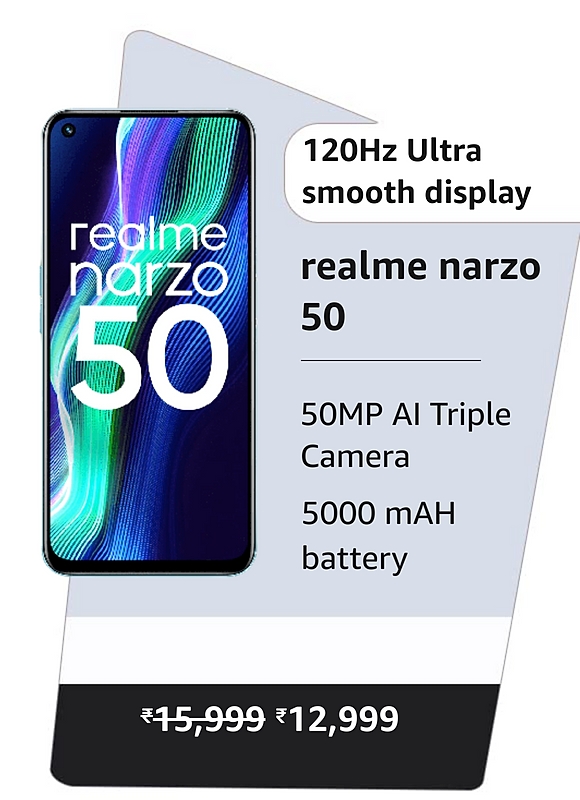 120Hz Ultra
smooth display
realme
narzo
50
realme narzo
50
50MP AI Triple
Camera
5000 mAH
battery
₹15,999 ₹12,999